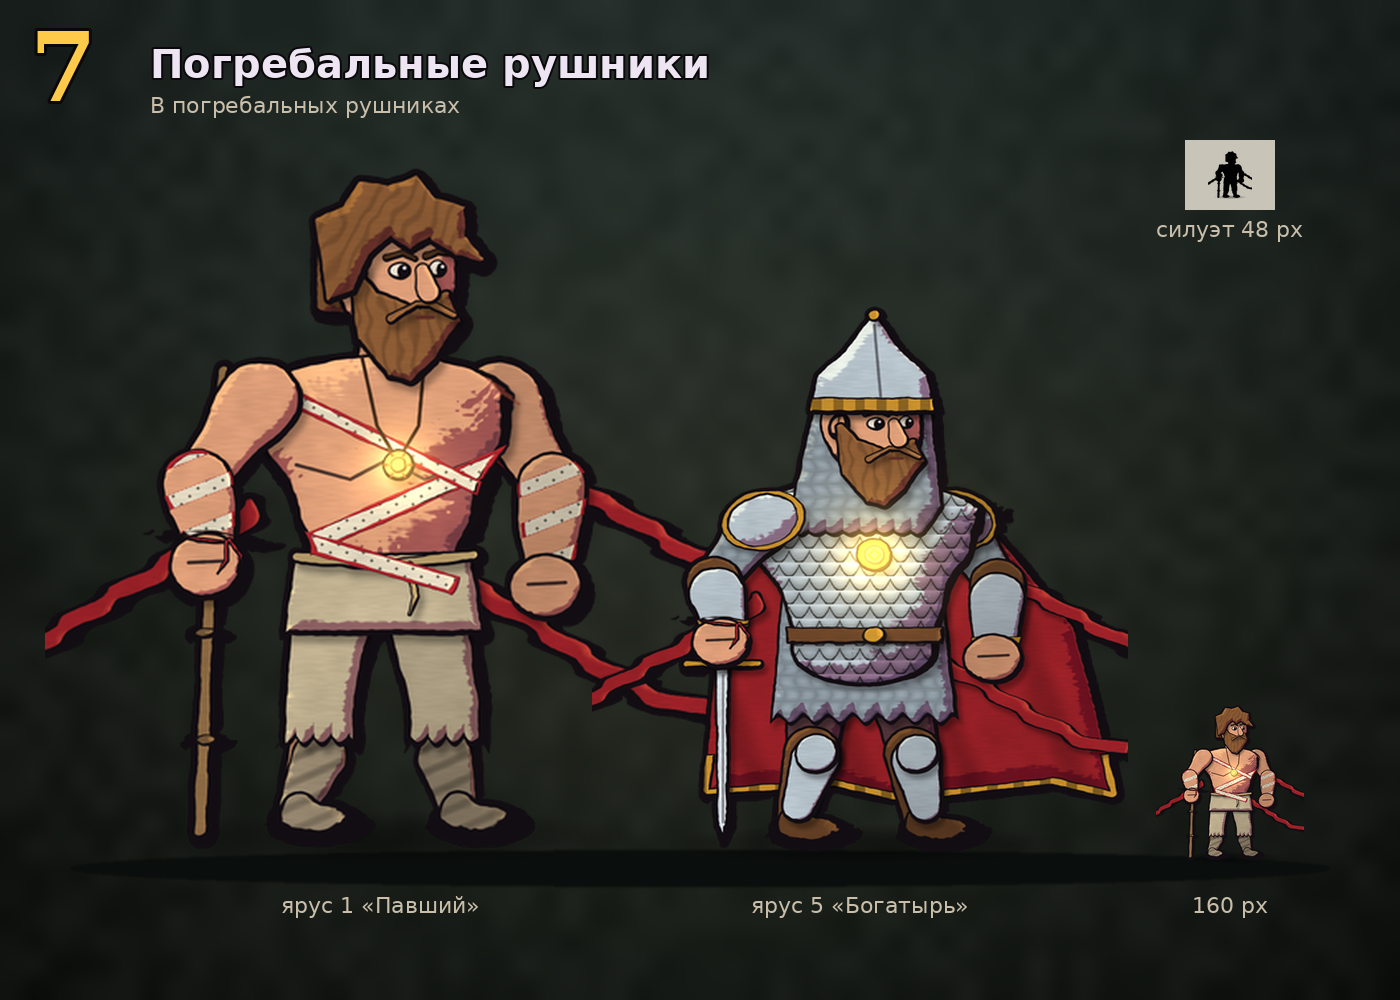 7
Погребальные рушники
В погребальных рушниках
силуэт 48 px
ярус 1 «Павший»
ярус 5 «Богатырь»
160 px